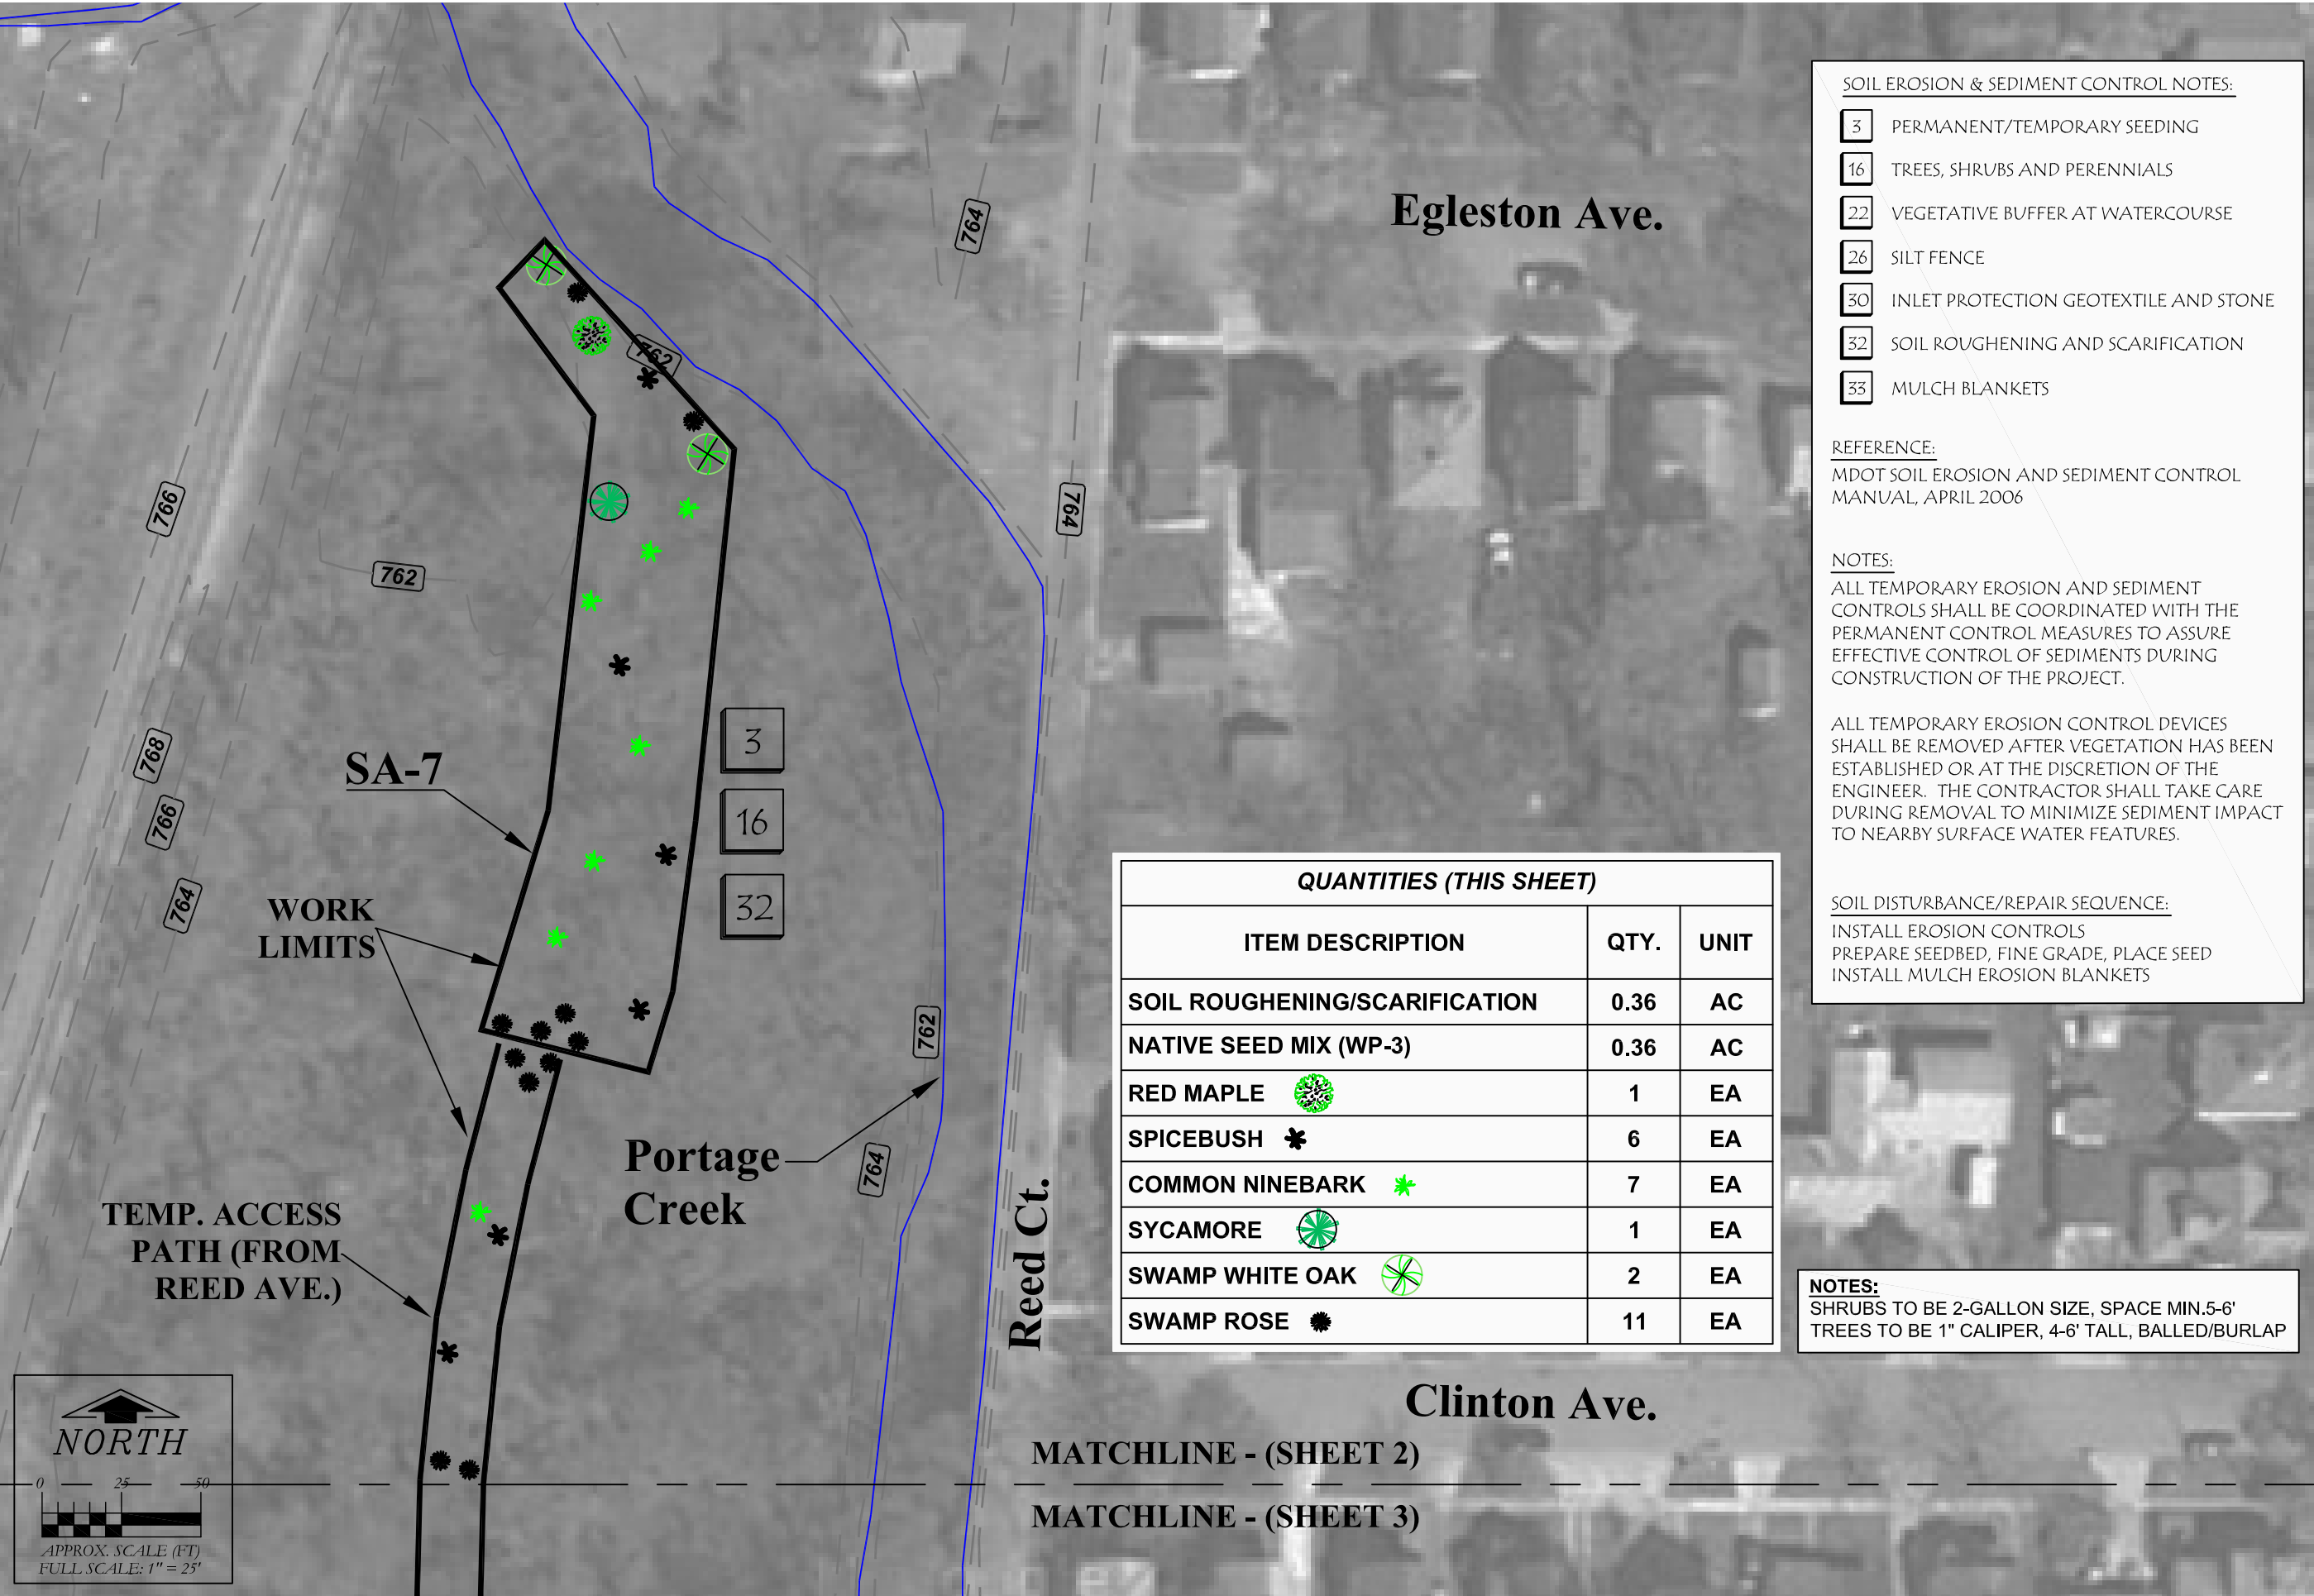 Egleston Ave.
764
762
766
764
762
SA-7
768
766
764
WORK
LIMITS
3
16
32
762
Portage
Creek
764
TEMP. ACCESS
PATH (FROM
REED AVE.)
Reed Ct.
Clinton Ave.
MATCHLINE - (SHEET 2)
MATCHLINE - (SHEET 3)
NORTH
0 25 50
APPROX. SCALE (FT)
FULL SCALE: 1" = 25'
SOIL EROSION & SEDIMENT CONTROL NOTES:
3 PERMANENT/TEMPORARY SEEDING
16 TREES, SHRUBS AND PERENNIALS
22 VEGETATIVE BUFFER AT WATERCOURSE
26 SILT FENCE
30 INLET PROTECTION GEOTEXTILE AND STONE
32 SOIL ROUGHENING AND SCARIFICATION
33 MULCH BLANKETS
REFERENCE:
MDOT SOIL EROSION AND SEDIMENT CONTROL
MANUAL, APRIL 2006
NOTES:
ALL TEMPORARY EROSION AND SEDIMENT
CONTROLS SHALL BE COORDINATED WITH THE
PERMANENT CONTROL MEASURES TO ASSURE
EFFECTIVE CONTROL OF SEDIMENTS DURING
CONSTRUCTION OF THE PROJECT.
ALL TEMPORARY EROSION CONTROL DEVICES
SHALL BE REMOVED AFTER VEGETATION HAS BEEN
ESTABLISHED OR AT THE DISCRETION OF THE
ENGINEER. THE CONTRACTOR SHALL TAKE CARE
DURING REMOVAL TO MINIMIZE SEDIMENT IMPACT
TO NEARBY SURFACE WATER FEATURES.
SOIL DISTURBANCE/REPAIR SEQUENCE:
INSTALL EROSION CONTROLS
PREPARE SEEDBED, FINE GRADE, PLACE SEED
INSTALL MULCH EROSION BLANKETS
QUANTITIES (THIS SHEET)
ITEM DESCRIPTION QTY. UNIT
SOIL ROUGHENING/SCARIFICATION 0.36 AC
NATIVE SEED MIX (WP-3) 0.36 AC
RED MAPLE 1 EA
SPICEBUSH 6 EA
COMMON NINEBARK 7 EA
SYCAMORE 1 EA
SWAMP WHITE OAK 2 EA
SWAMP ROSE 11 EA
NOTES:
SHRUBS TO BE 2-GALLON SIZE, SPACE MIN.5-6'
TREES TO BE 1" CALIPER, 4-6' TALL, BALLED/BURLAP